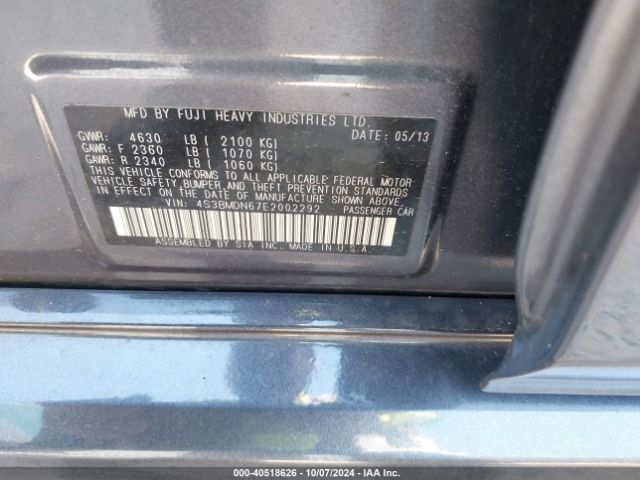 MFD BY FUJI HEAVY INDUSTRIES LTD.
DATE: 05/13
GVWR: 4630 LB ( 2100 KG)
GAWR: F 2360 LB ( 1070 KG)
GAWR: R 2340 LB ( 1060 KG)
THIS VEHICLE CONFORMS TO ALL APPLICABLE FEDERAL MOTOR
VEHICLE SAFETY, BUMPER, AND THEFT PREVENTION STANDARDS
IN EFFECT ON THE DATE OF MANUFACTURE SHOWN ABOVE.
VIN: 4S3BMDN67E2002292 PASSENGER CAR
ASSEMBLED BY SIA INC. MADE IN U.S.A.
000-40518626 - 10/07/2024 - IAA Inc.